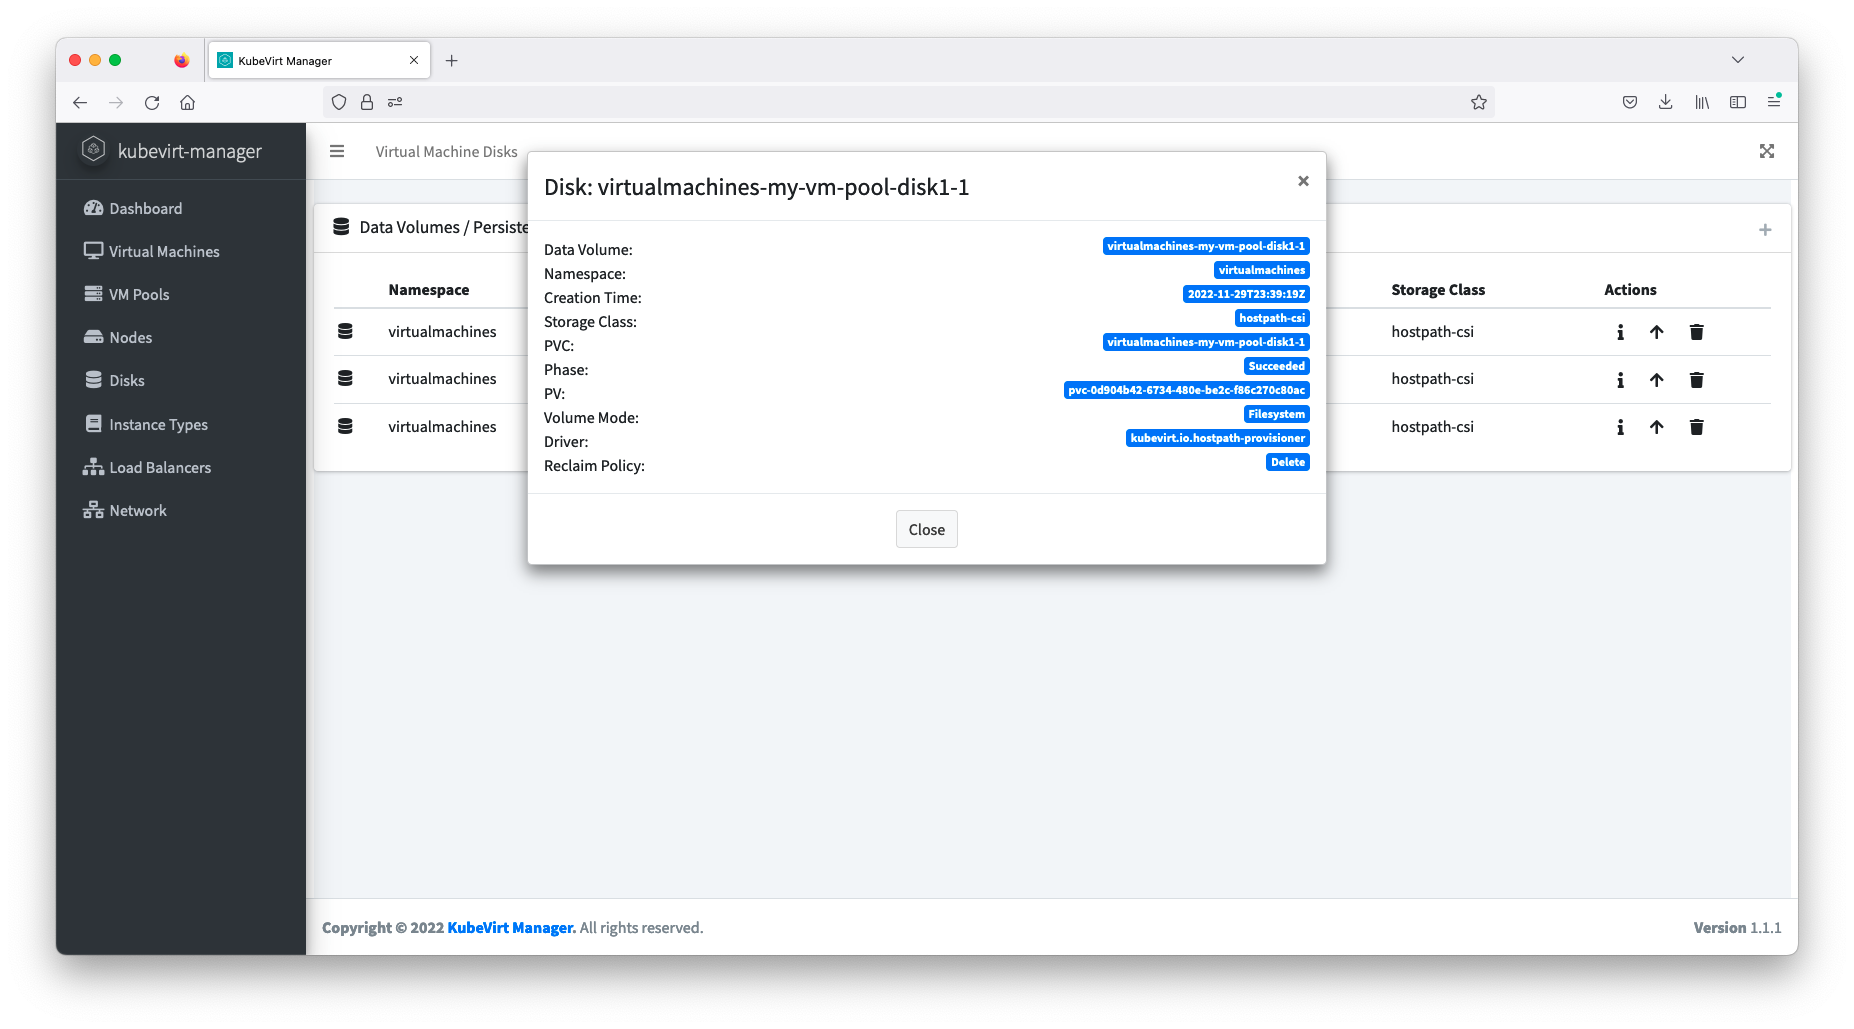 KubeVirt Manager
kubevirt-manager
Virtual Machine Disks
Dashboard
Virtual Machines
VM Pools
Nodes
Disks
Instance Types
Load Balancers
Network
Data Volumes / Persiste
Namespace
Storage Class
Actions
virtualmachines
hostpath-csi
virtualmachines
hostpath-csi
virtualmachines
hostpath-csi
Disk: virtualmachines-my-vm-pool-disk1-1
Data Volume: virtualmachines-my-vm-pool-disk1-1
Namespace: virtualmachines
Creation Time: 2022-11-29T23:39:19Z
Storage Class: hostpath-csi
PVC: virtualmachines-my-vm-pool-disk1-1
Phase: Succeeded
PV: pvc-0d904b42-6734-480e-be2c-f86c270c80ac
Volume Mode: Filesystem
Driver: kubevirt.io.hostpath-provisioner
Reclaim Policy: Delete
Close
Copyright © 2022 KubeVirt Manager. All rights reserved.
Version 1.1.1